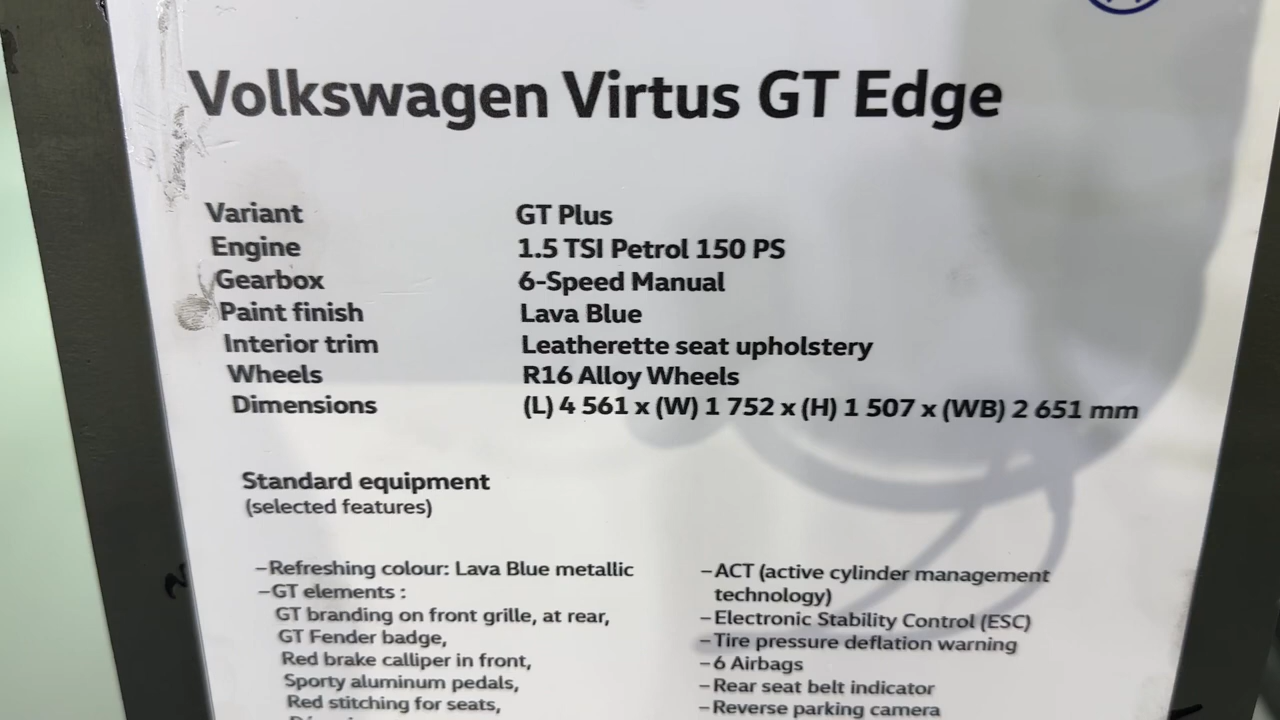 Volkswagen Virtus GT Edge
Variant GT Plus
Engine 1.5 TSI Petrol 150 PS
Gearbox 6-Speed Manual
Paint finish Lava Blue
Interior trim Leatherette seat upholstery
Wheels R16 Alloy Wheels
Dimensions (L) 4 561 x (W) 1 752 x (H) 1 507 x (WB) 2 651 mm
Standard equipment
(selected features)
–Refreshing colour: Lava Blue metallic
–GT elements :
GT branding on front grille, at rear,
GT Fender badge,
Red brake calliper in front,
Sporty aluminum pedals,
Red stitching for seats,
–ACT (active cylinder management
technology)
–Electronic Stability Control (ESC)
–Tire pressure deflation warning
–6 Airbags
–Rear seat belt indicator
–Reverse parking camera